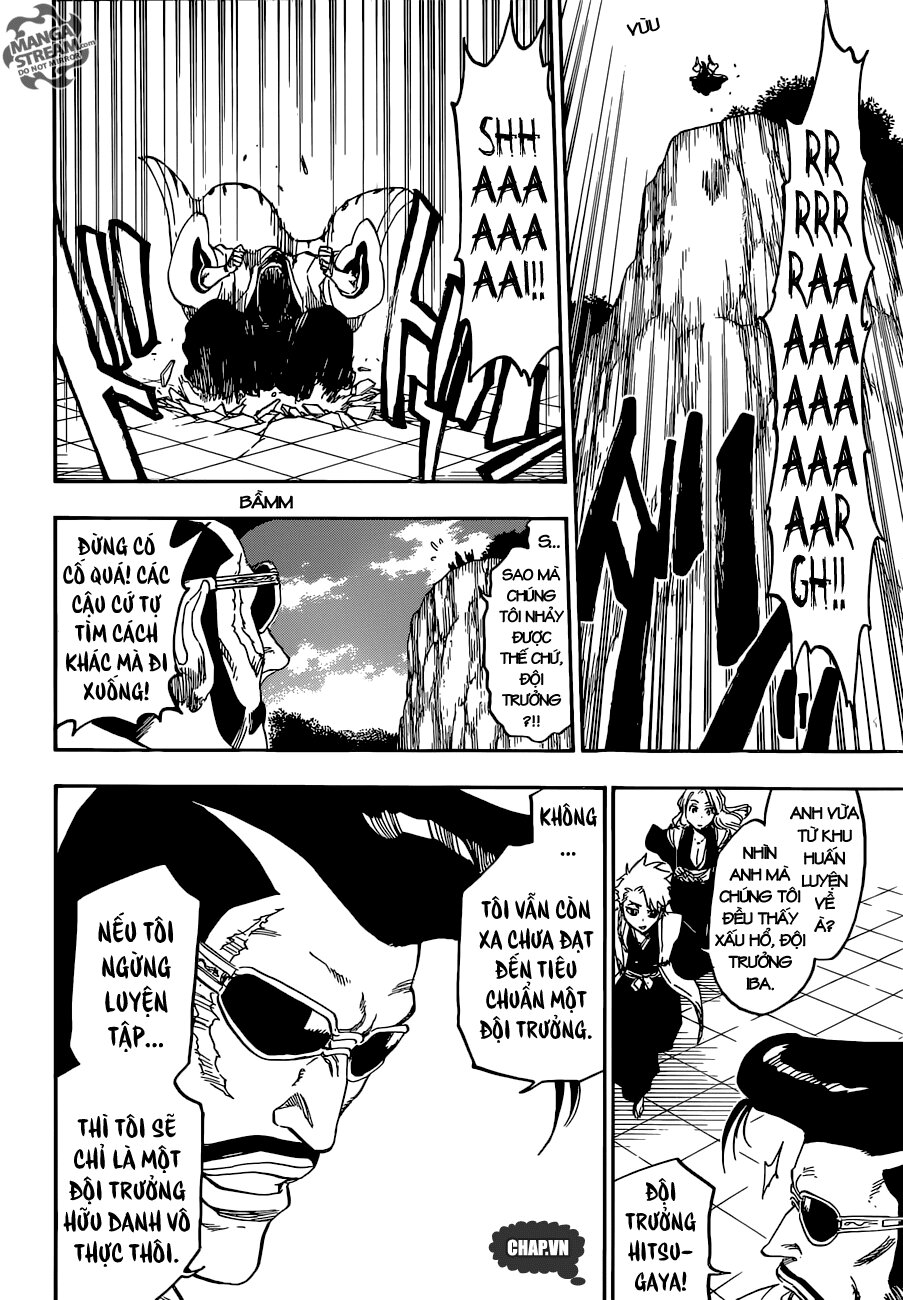 VỮU
RR
RRR
RAA
AAA
AAA
AAA
AAR
GH!!
SHH
AAA
AAA
AAI!!!
MANGA
STREAM.com
DO NOT MIRROR!
BẦMM
S...
SAO MÀ
CHÚNG
TÔI NHẢY
ĐƯỢC
THẾ CHỨ,
ĐỘI
TRƯỞNG
?!!
ĐỪNG CÓ
CỐ QUÁ! CÁC
CẬU CỨ TỰ
TÌM CÁCH
KHÁC MÀ ĐI
XUỐNG!
ANH VỪA
TỪ KHU
HUẤN
LUYỆN
VỀ
À?
NHÌN
ANH MÀ
CHÚNG TÔI
ĐỀU THẤY
XẤU HỔ, ĐỘI
TRƯỞNG
IBA.
ĐỘI
TRƯỞNG
HITSU-
GAYA!
KHÔNG
...
TÔI VẪN CÒN
XA CHƯA ĐẠT
ĐẾN TIÊU
CHUẨN MỘT
ĐỘI TRƯỞNG.
NẾU TÔI
NGỪNG
LUYỆN
TẬP...
THÌ TÔI SẼ
CHỈ LÀ MỘT
ĐỘI TRƯỞNG
HỮU DANH VÔ
THỰC THÔI.
CHAP.VN